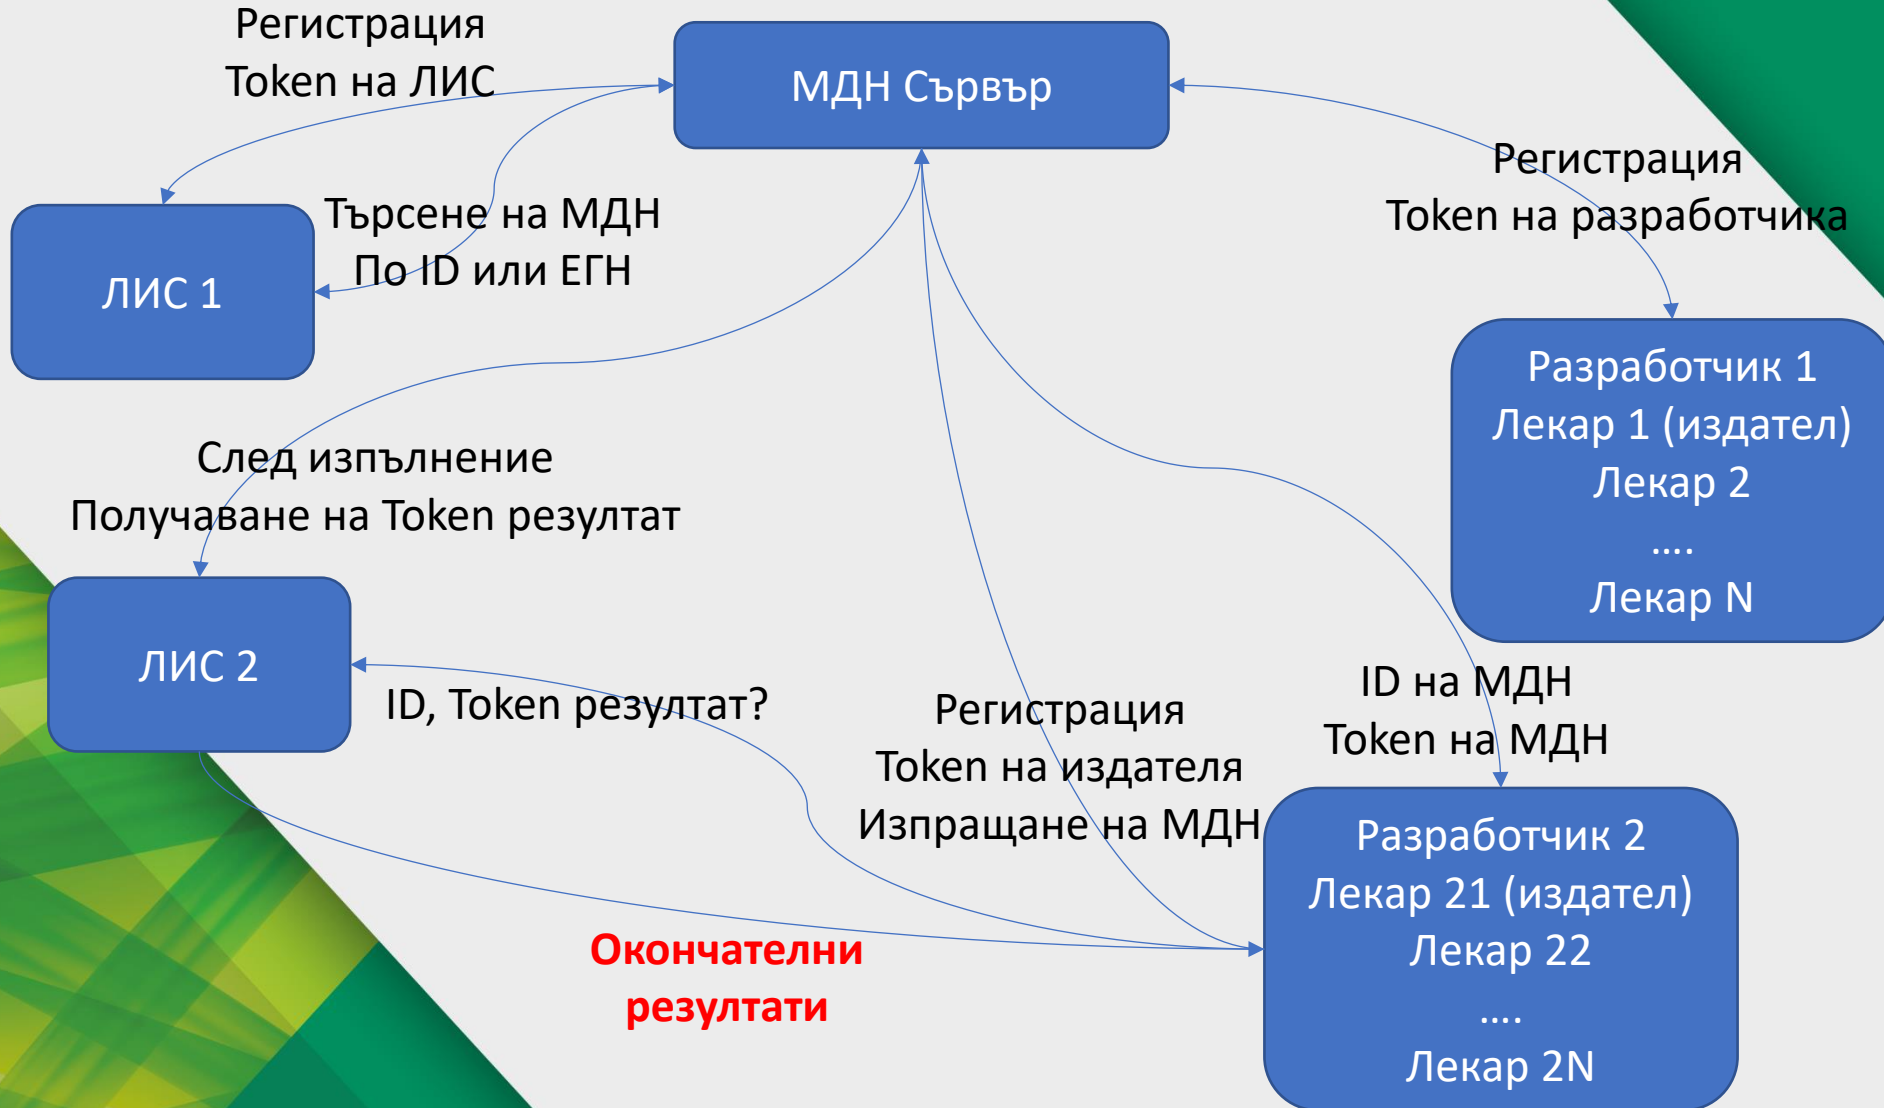 Регистрация
Token на ЛИС
МДН Сървър
Регистрация
Token на разработчика
Търсене на МДН
По ID или ЕГН
ЛИС 1
Разработчик 1
Лекар 1 (издател)
Лекар 2
....
Лекар N
След изпълнение
Получаване на Token резултат
ЛИС 2
ID, Token резултат?
Регистрация
Token на издателя
Изпращане на МДН
ID на МДН
Token на МДН
Разработчик 2
Лекар 21 (издател)
Лекар 22
....
Лекар 2N
Окончателни
резултати